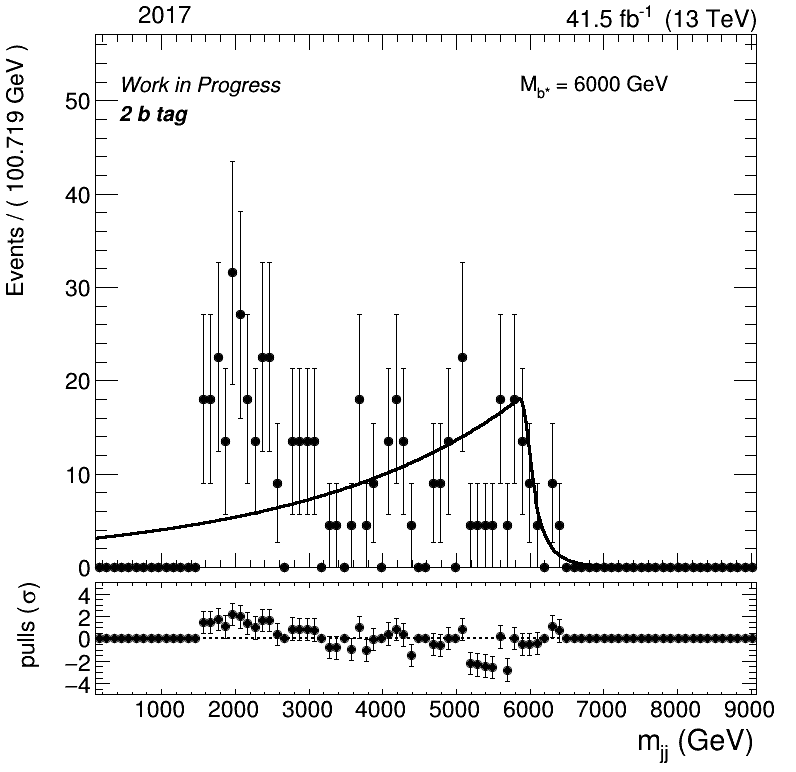 2017
41.5 fb⁻¹ (13 TeV)
Work in Progress
2 b tag
M_b* = 6000 GeV
Events / ( 100.719 GeV )
50
40
30
20
10
0
pulls (σ)
4
2
0
−2
−4
1000 2000 3000 4000 5000 6000 7000 8000 9000
m_jj (GeV)